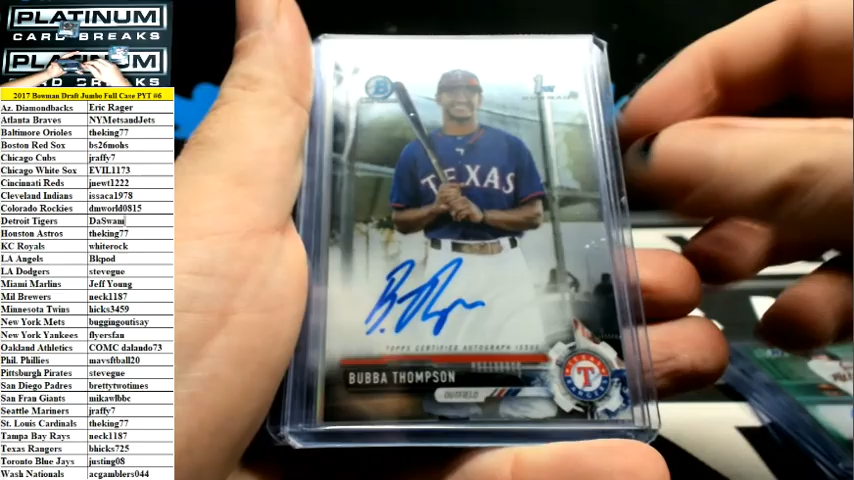 PLATINUM
CARD BREAKS
PLATINUM
CARD BREAKS
2017 Bowman Draft Jumbo Full Case PYT #6
Az. Diamondbacks Eric Rager
Atlanta Braves NYMetsandJets
Baltimore Orioles theking77
Boston Red Sox bs26mohs
Chicago Cubs jraffy7
Chicago White Sox EVIL1173
Cincinnati Reds jnewt1222
Cleveland Indians issaca1978
Colorado Rockies dmworld0815
Detroit Tigers DaSwami
Houston Astros theking77
KC Royals whiterock
LA Angels Bkpod
LA Dodgers stevegue
Miami Marlins Jeff Young
Mil Brewers neck1187
Minnesota Twins hicks3459
New York Mets buggingoutisay
New York Yankees flyersfan
Oakland Athletics COMC dalando73
Phil. Phillies mavsftball20
Pittsburg Pirates stevegue
San Diego Padres brettytwotimes
San Fran Giants mikawlbbc
Seattle Mariners jraffy7
St. Louis Cardinals theking77
Tampa Bay Rays neck1187
Texas Rangers bhicks725
Toronto Blue Jays justing08
Wash Nationals acgamblers044
B
1st
BOWMAN
TEXAS
TOPPS CERTIFIED AUTOGRAPH ISSUE
BUBBA THOMPSON
OUTFIELD
TEXAS
T
RANGERS